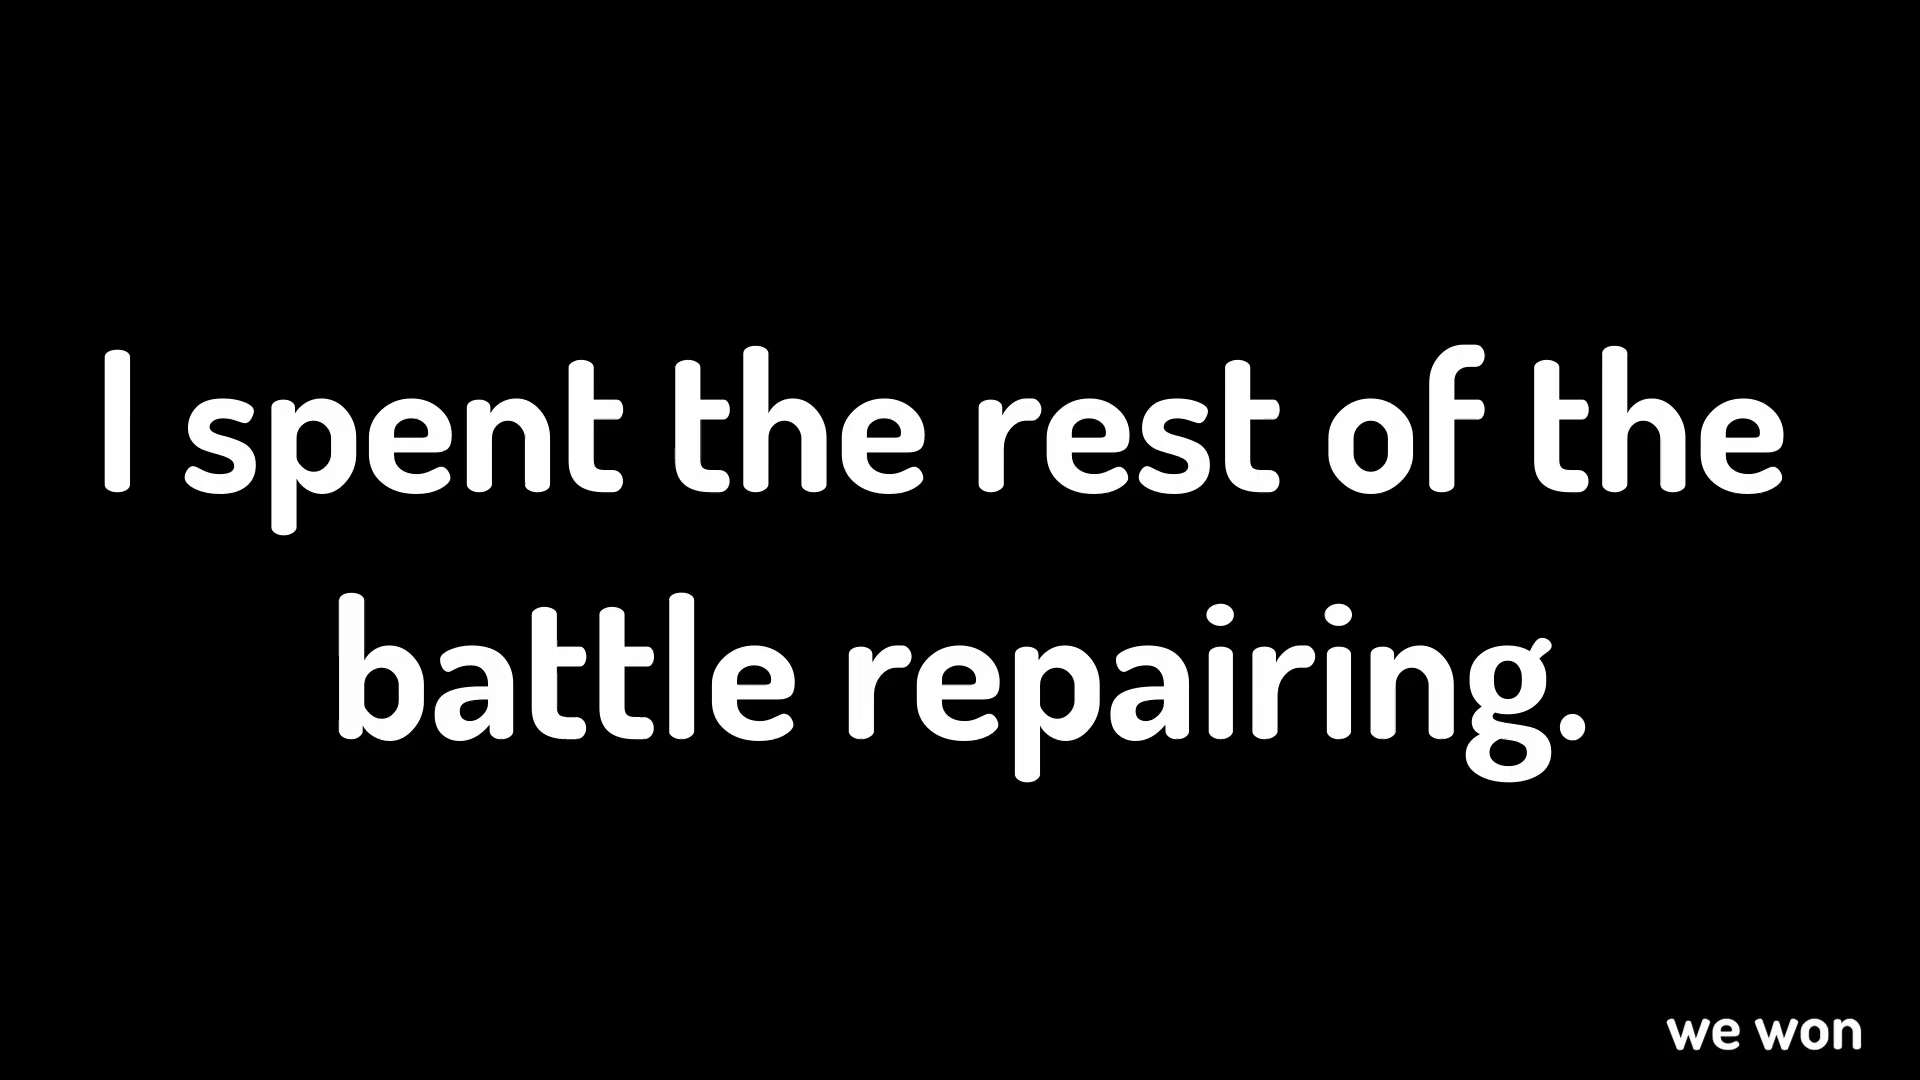 I spent the rest of the
battle repairing.
we won